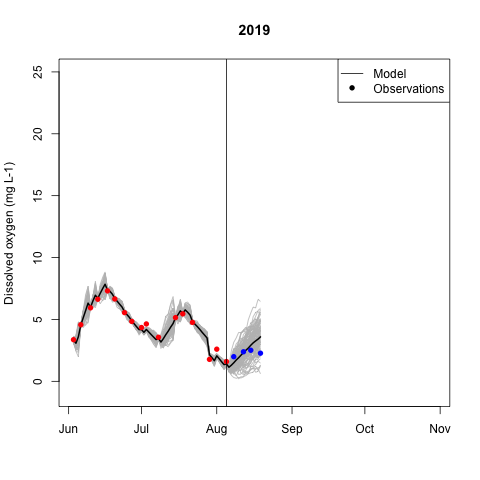 2019
Model
Observations
Dissolved oxygen (mg L-1)
25
20
15
10
5
0
Jun Jul Aug Sep Oct Nov